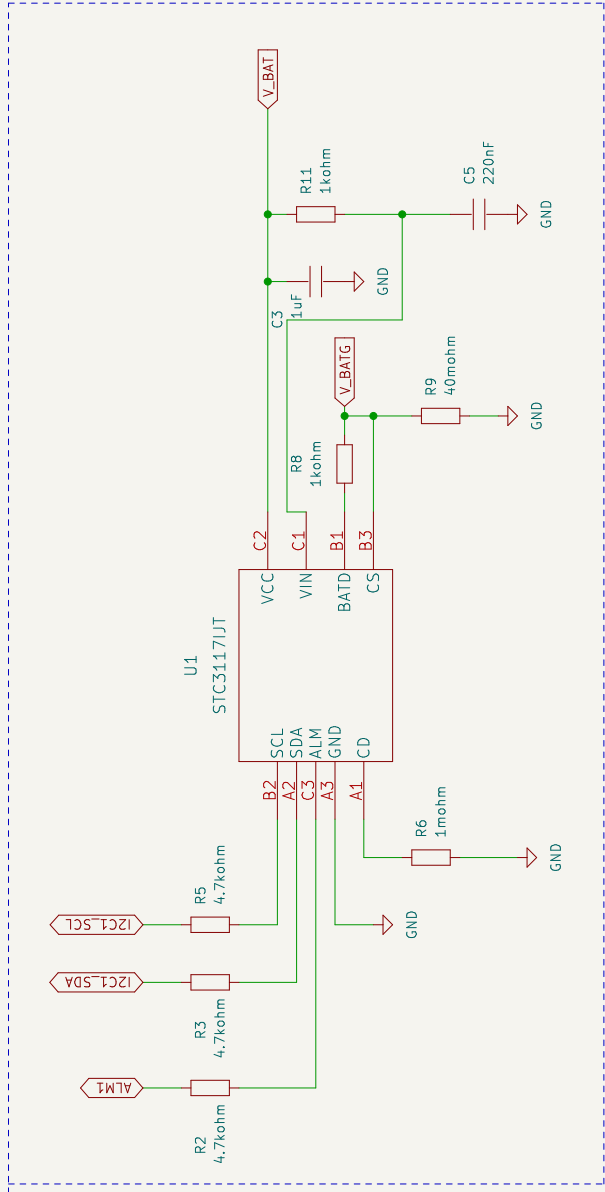 V_BAT
R11
1kohm
C5
220nF
GND
C3
1uF
GND
V_BATG
R9
40mohm
GND
R8
1kohm
C2
C1
B1
B3
VCC
VIN
BATD
CS
U1
STC3117IJT
SCL
SDA
ALM
GND
CD
B2
A2
C3
A3
A1
R6
1mohm
GND
R5
4.7kohm
I2C1_SCL
GND
I2C1_SDA
R3
4.7kohm
ALM1
R2
4.7kohm